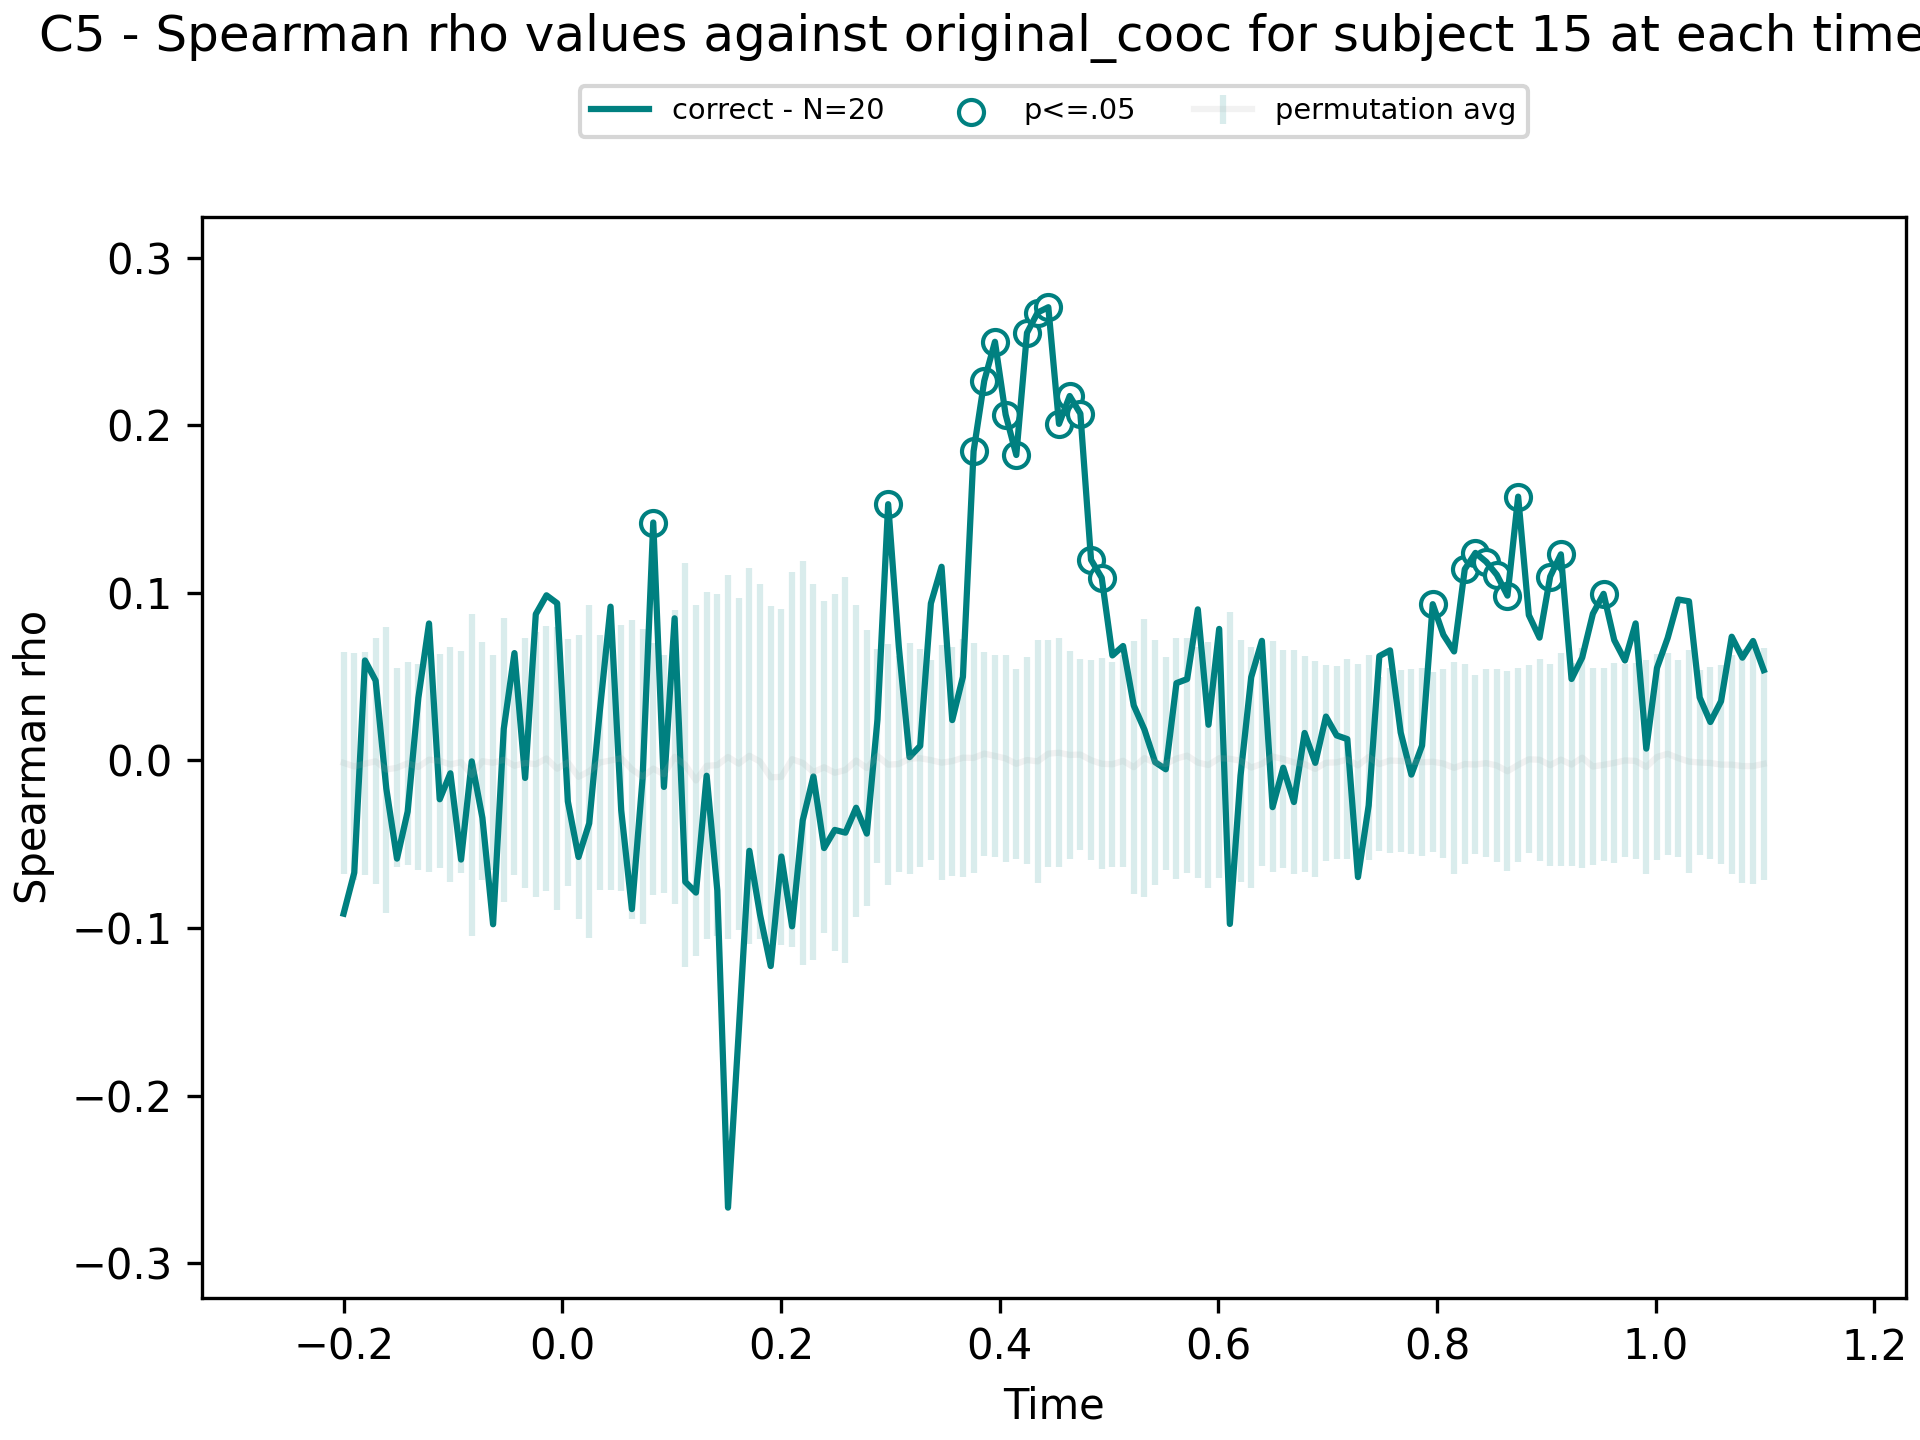 C5 - Spearman rho values against original_cooc for subject 15 at each time
correct - N=20 p<=.05 permutation avg
0.3
0.2
0.1
0.0
−0.1
−0.2
−0.3
Spearman rho
−0.2 0.0 0.2 0.4 0.6 0.8 1.0 1.2
Time